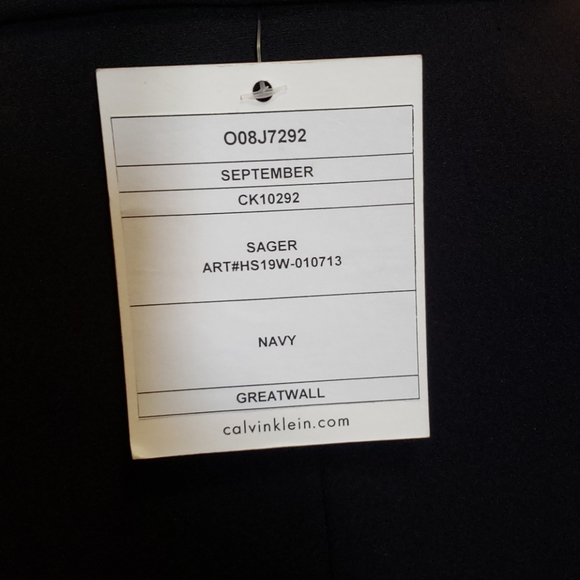 O08J7292
SEPTEMBER
CK10292
SAGER
ART#HS19W-010713
NAVY
GREATWALL
calvinklein.com